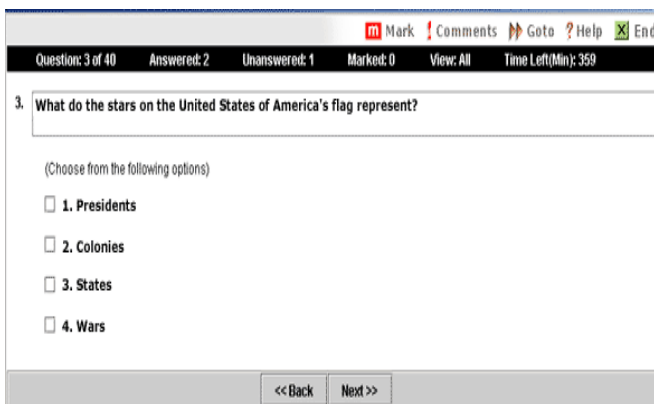 m Mark ! Comments Goto ? Help X End
Question: 3 of 40 Answered: 2 Unanswered: 1 Marked: 0 View: All Time Left(Min): 359
3. What do the stars on the United States of America's flag represent?
(Choose from the following options)
1. Presidents
2. Colonies
3. States
4. Wars
<< Back Next >>